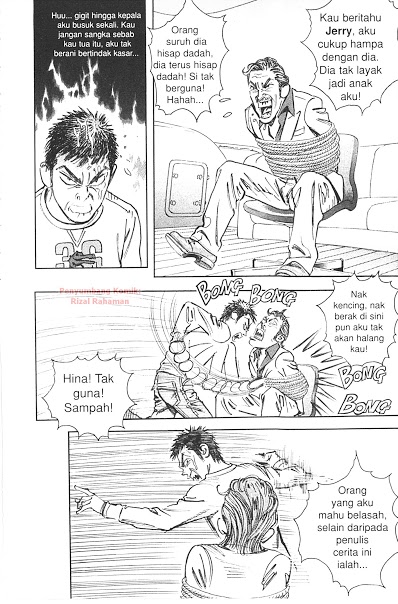 Huu... gigit hingga kepala
aku busuk sekali. Kau
jangan sangka sebab
kau tua itu, aku tak
berani bertindak kasar...
Orang
suruh dia
hisap dadah,
dia terus hisap
dadah! Si tak
berguna!
Hahah...
Kau beritahu
Jerry, aku
cukup hampa
dengan dia.
Dia tak layak
jadi anak
aku!
Penyumbang Komik:
Rizal Rahaman
BONG
BONG
Nak
kencing, nak
berak di sini
pun aku tak
akan halang
kau!
BONG
BONG
Hina! Tak
guna!
Sampah!
Orang
yang aku
mahu belasah,
selain daripada
penulis
cerita ini
ialah...